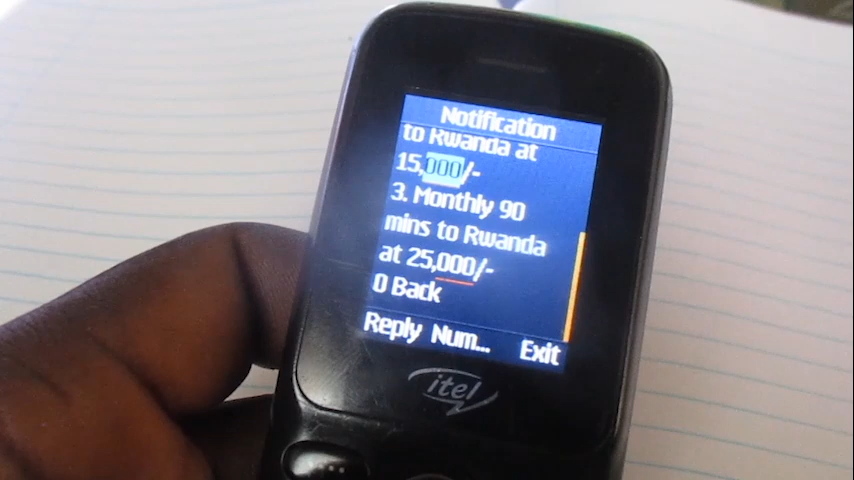 Notification
to Rwanda at
15,000/-
3. Monthly 90
mins to Rwanda
at 25,000/-
0 Back
Reply Num... Exit
itel